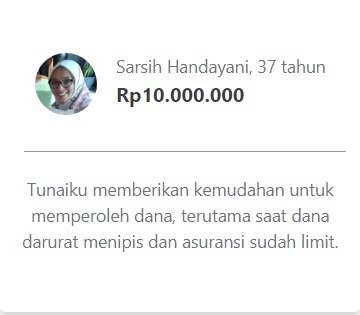 Sarsih Handayani, 37 tahun
Rp10.000.000
Tunaiku memberikan kemudahan untuk
memperoleh dana, terutama saat dana
darurat menipis dan asuransi sudah limit.